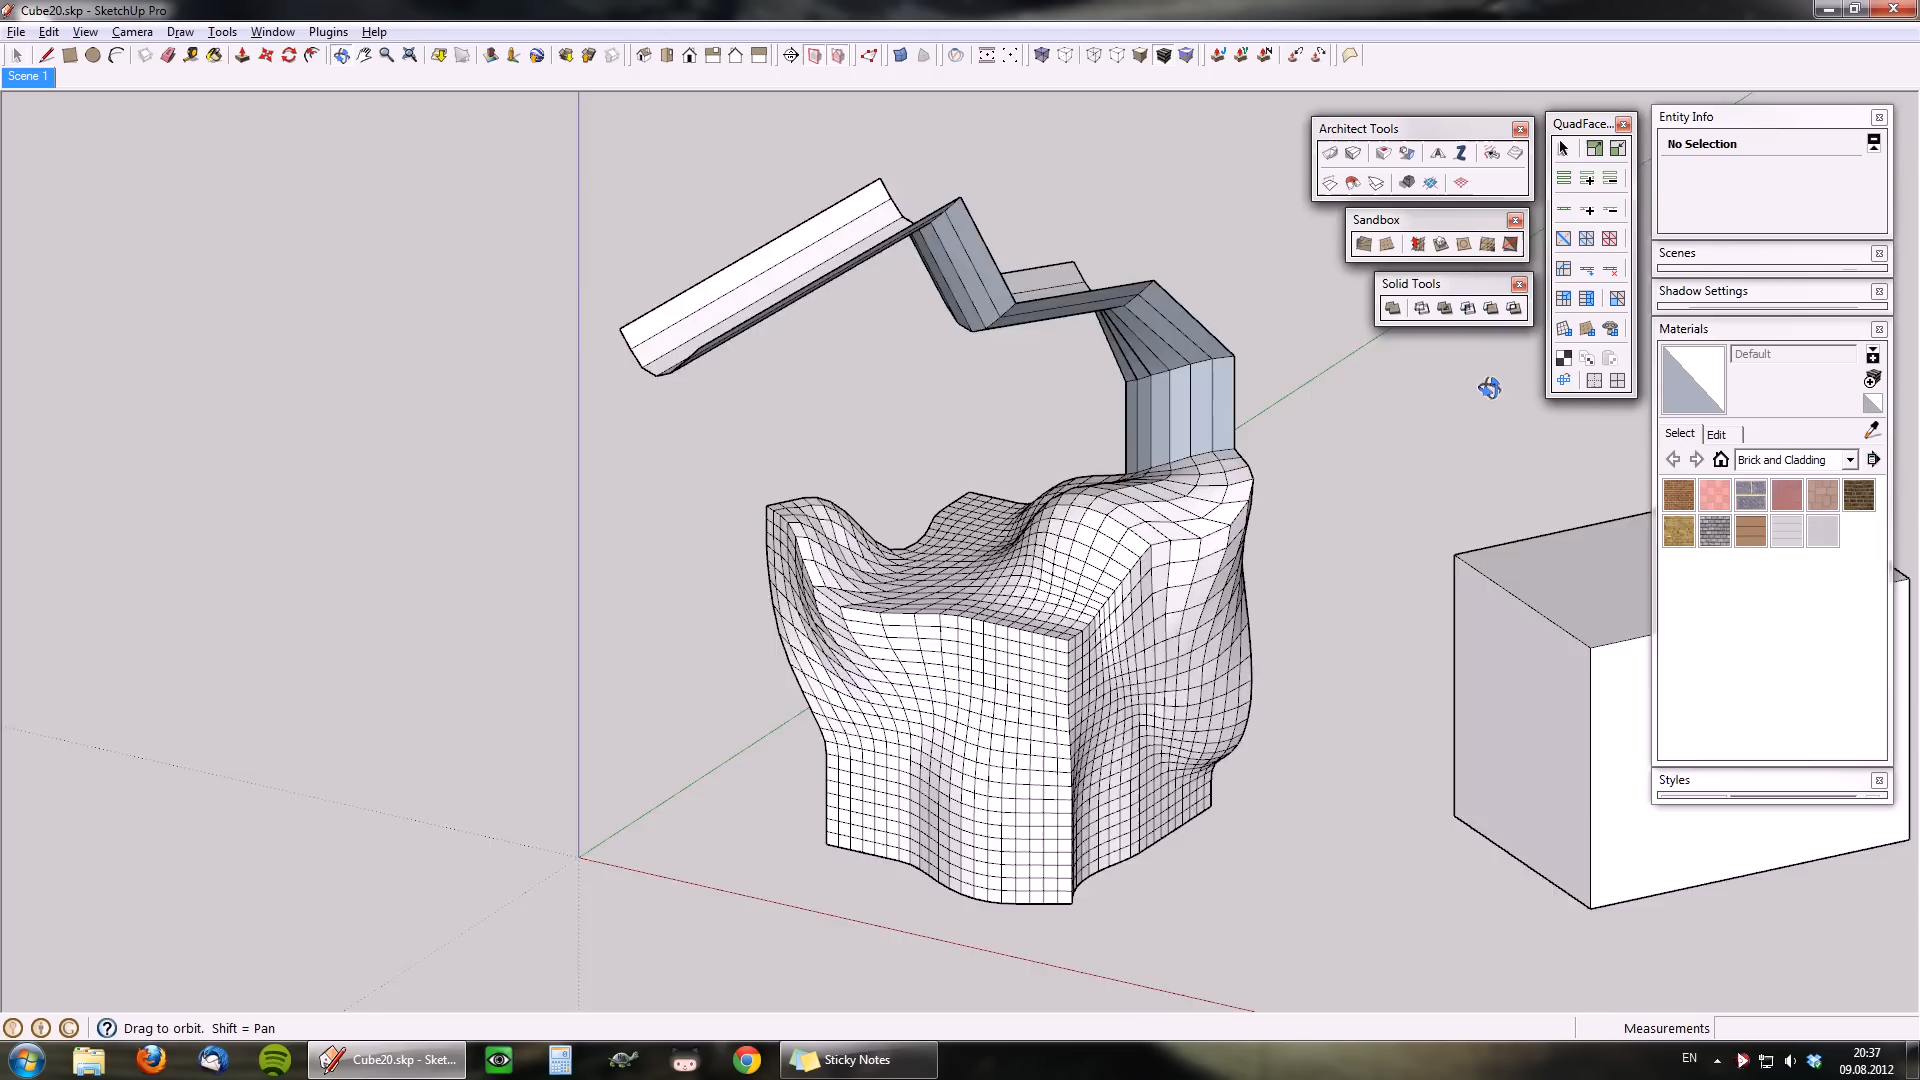 Cube20.skp - SketchUp Pro
File Edit View Camera Draw Tools Window Plugins Help
Scene 1
Architect Tools
Sandbox
Solid Tools
QuadFace...
Entity Info
No Selection
Scenes
Shadow Settings
Materials
Default
Select Edit
Brick and Cladding
Styles
Drag to orbit. Shift = Pan
Measurements
Cube20.skp - Sket...
Sticky Notes
EN
20:37
09.08.2012